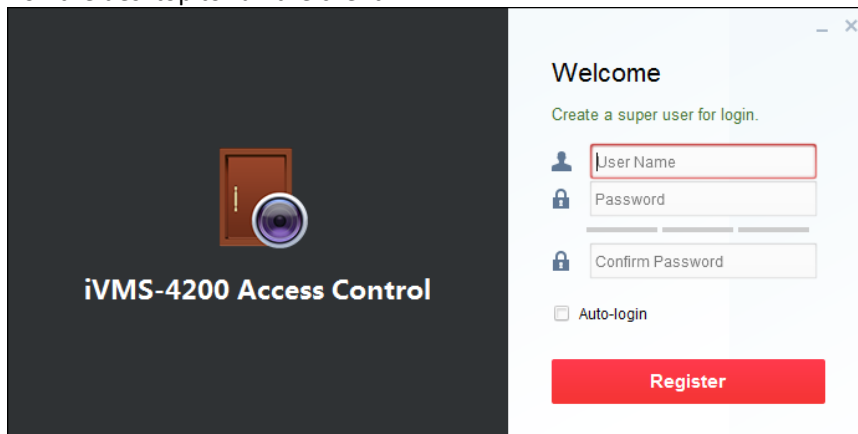 Welcome
Create a super user for login.
User Name
Password
Confirm Password
iVMS-4200 Access Control
Auto-login
Register